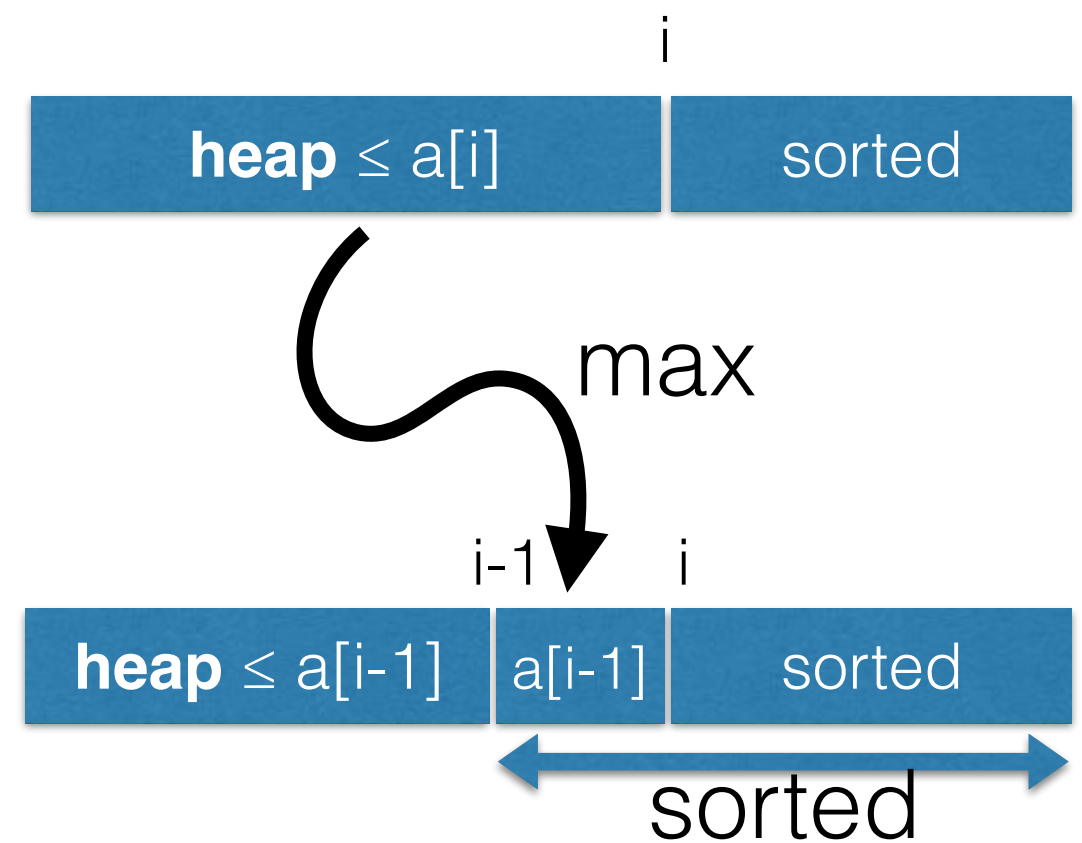 i
heap ≤ a[i] sorted
max
i-1 i
heap ≤ a[i-1] a[i-1] sorted
sorted